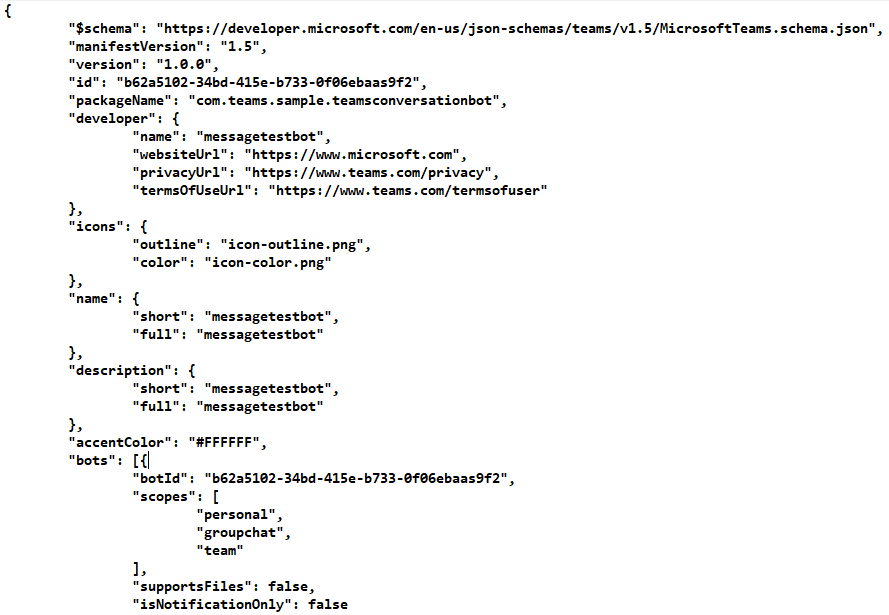 {
"$schema": "https://developer.microsoft.com/en-us/json-schemas/teams/v1.5/MicrosoftTeams.schema.json",
"manifestVersion": "1.5",
"version": "1.0.0",
"id": "b62a5102-34bd-415e-b733-0f06ebaas9f2",
"packageName": "com.teams.sample.teamsconversationbot",
"developer": {
"name": "messagetestbot",
"websiteUrl": "https://www.microsoft.com",
"privacyUrl": "https://www.teams.com/privacy",
"termsOfUseUrl": "https://www.teams.com/termsofuser"
},
"icons": {
"outline": "icon-outline.png",
"color": "icon-color.png"
},
"name": {
"short": "messagetestbot",
"full": "messagetestbot"
},
"description": {
"short": "messagetestbot",
"full": "messagetestbot"
},
"accentColor": "#FFFFFF",
"bots": [{
"botId": "b62a5102-34bd-415e-b733-0f06ebaas9f2",
"scopes": [
"personal",
"groupchat",
"team"
],
"supportsFiles": false,
"isNotificationOnly": false